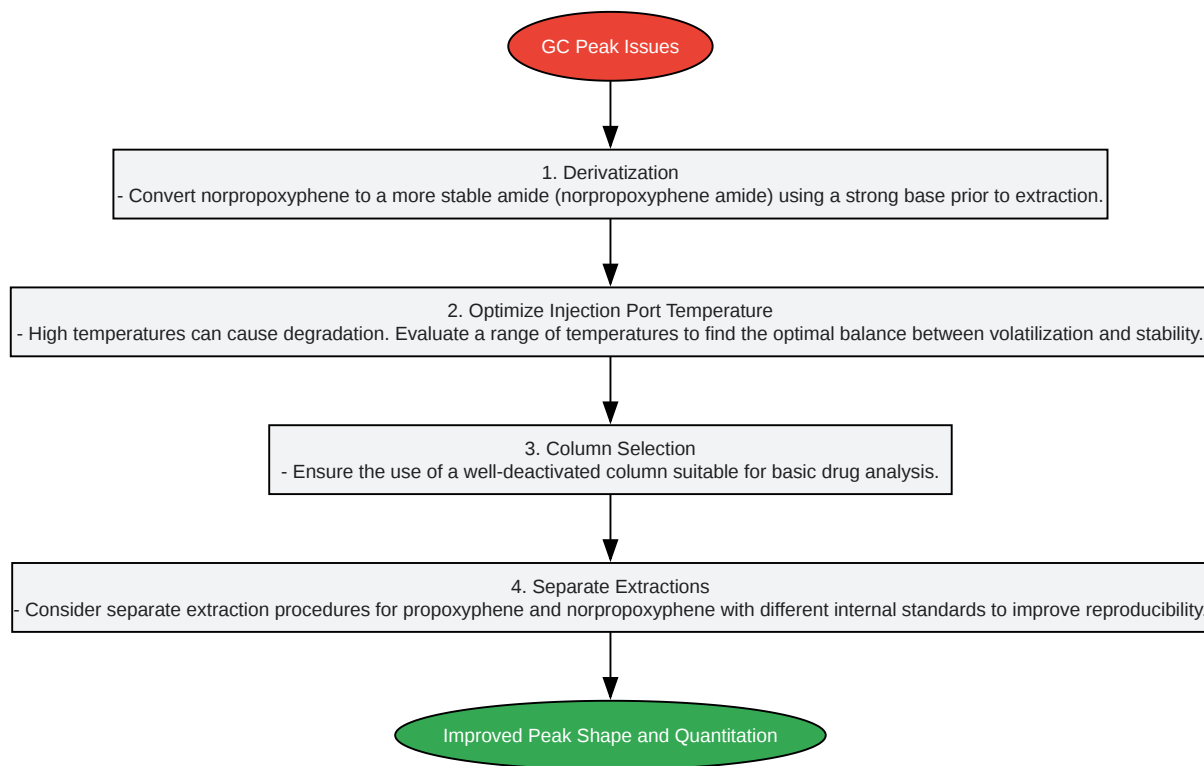 GC Peak Issues
1. Derivatization
- Convert norpropoxyphene to a more stable amide (norpropoxyphene amide) using a strong base prior to extraction.
2. Optimize Injection Port Temperature
- High temperatures can cause degradation. Evaluate a range of temperatures to find the optimal balance between volatilization and stability.
3. Column Selection
- Ensure the use of a well-deactivated column suitable for basic drug analysis.
4. Separate Extractions
- Consider separate extraction procedures for propoxyphene and norpropoxyphene with different internal standards to improve reproducibility.
Improved Peak Shape and Quantitation